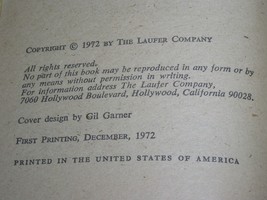 COPYRIGHT © 1972 BY THE LAUFER COMPANY
All rights reserved.
No part of this book may be reproduced in any form or by
any means without permission in writing.
For information address The Laufer Company,
7060 Hollywood Boulevard, Hollywood, California 90028.
Cover design by Gil Garner
FIRST PRINTING, DECEMBER, 1972
PRINTED IN THE UNITED STATES OF AMERICA